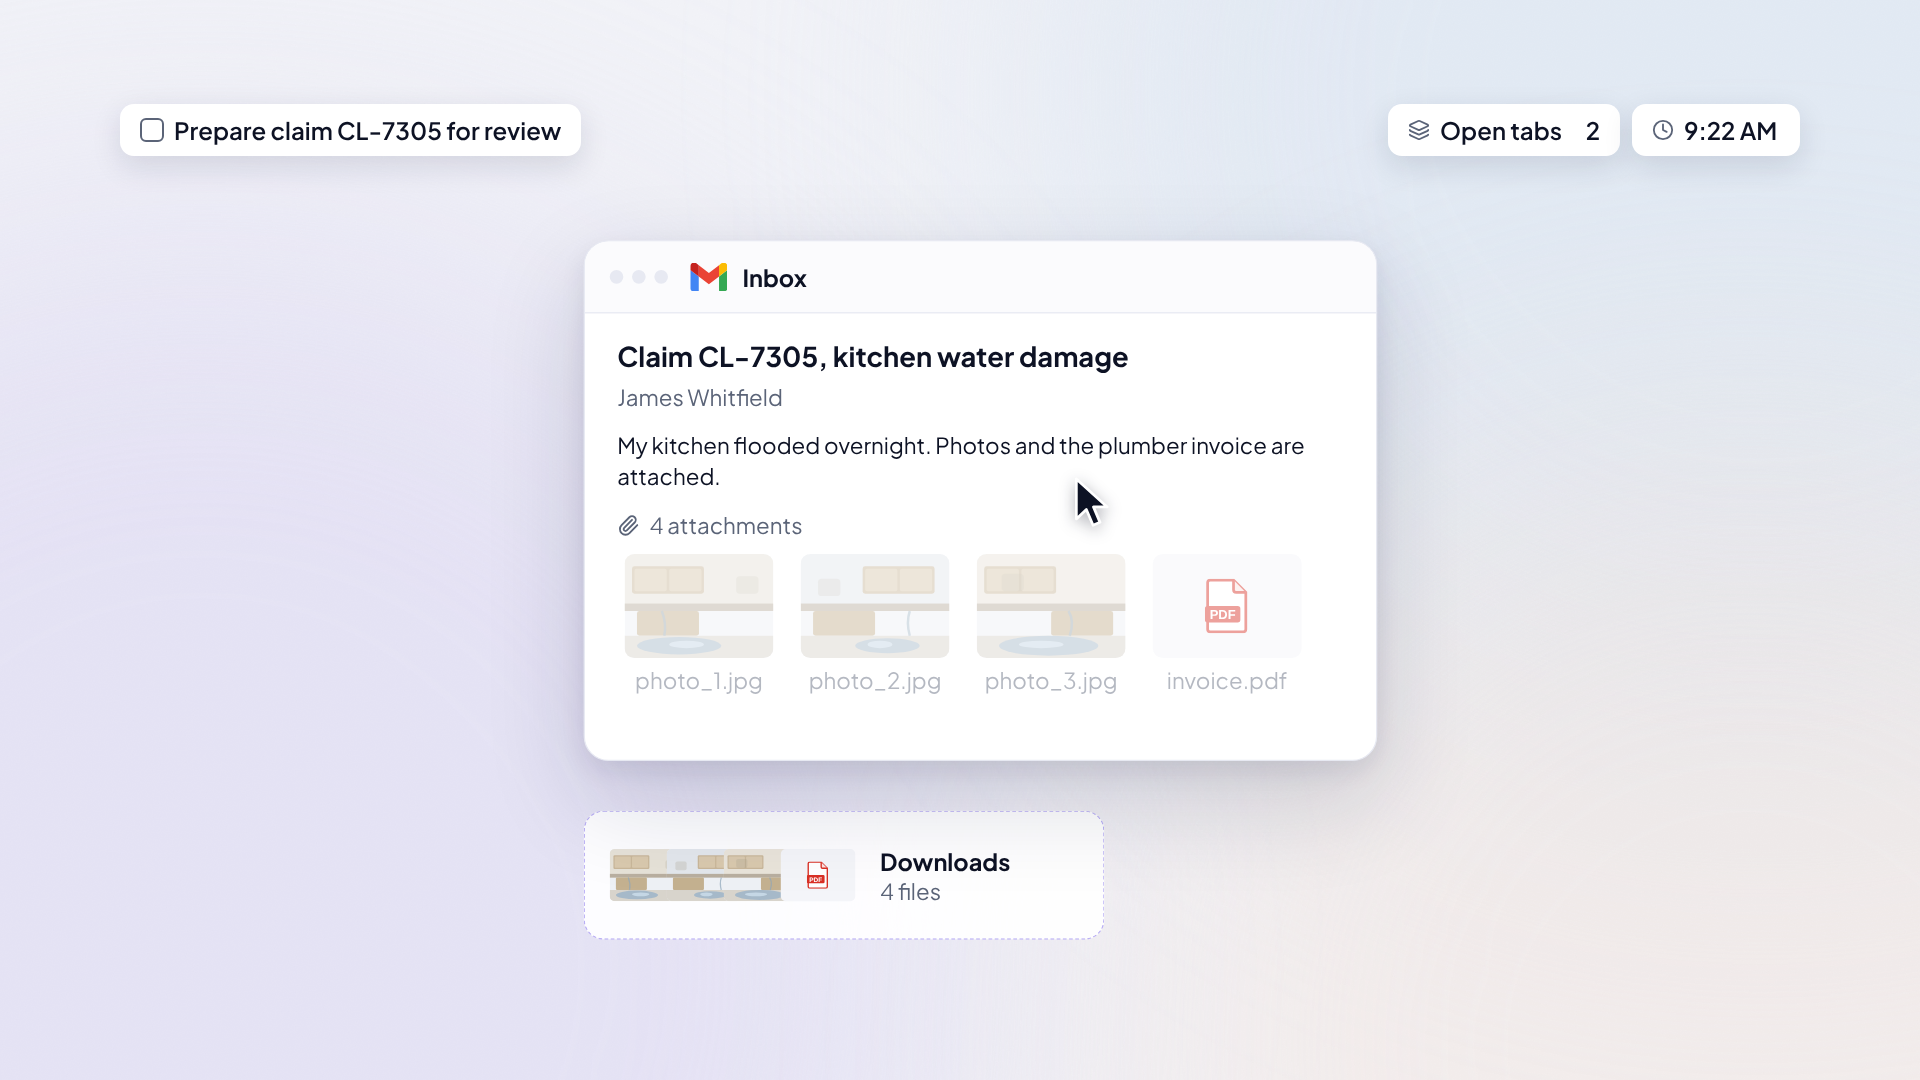 Prepare claim CL-7305 for review
Open tabs 2
9:22 AM
Inbox
Claim CL-7305, kitchen water damage
James Whitfield
My kitchen flooded overnight. Photos and the plumber invoice are
attached.
4 attachments
PDF
photo_1.jpg
photo_2.jpg
photo_3.jpg
invoice.pdf
PDF
Downloads
4 files